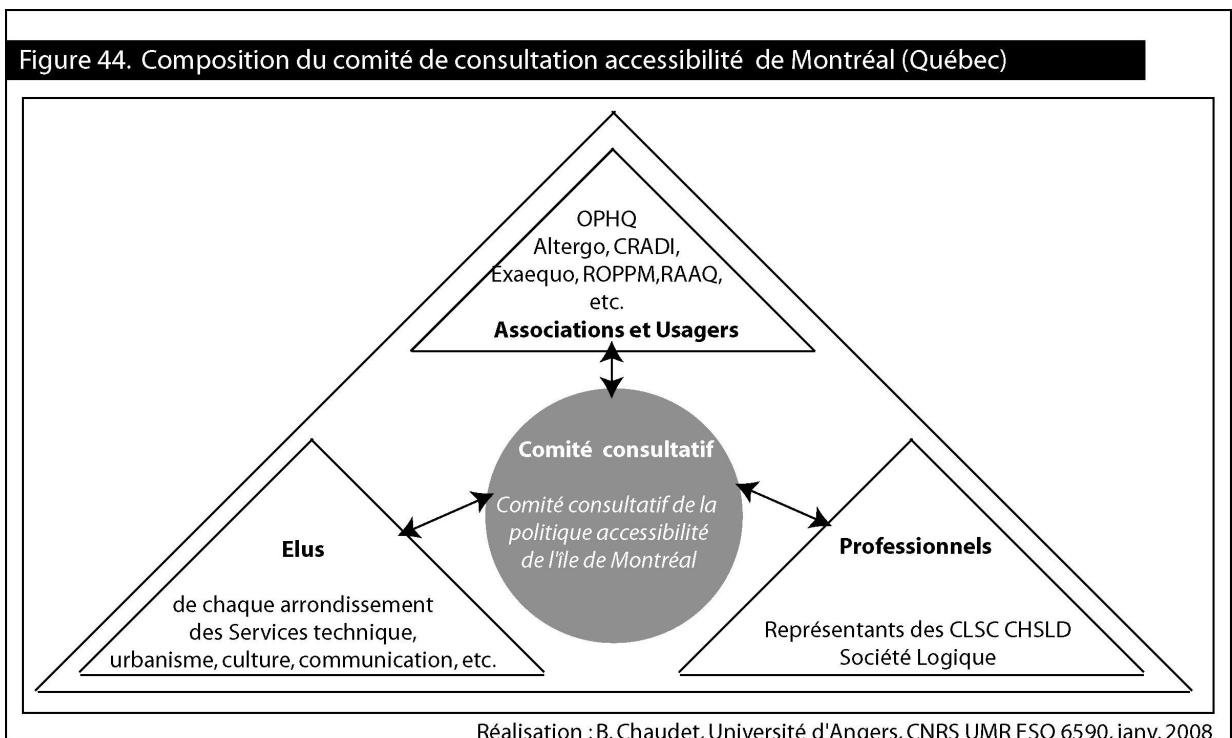 Figure 44. Composition du comité de consultation accessibilité de Montréal (Québec)
OPHQ
Altergo, CRADI,
Exaequo, ROPPM,RAAQ,
etc.
Associations et Usagers
Comité consultatif
Comité consultatif de la
politique accessibilité
de l'île de Montréal
Elus
de chaque arrondissement
des Services technique,
urbanisme, culture, communication, etc.
Professionnels
Représentants des CLSC CHSLD
Société Logique
Réalisation : B. Chaudet, Université d'Angers, CNRS UMR ESO 6590, janv. 2008